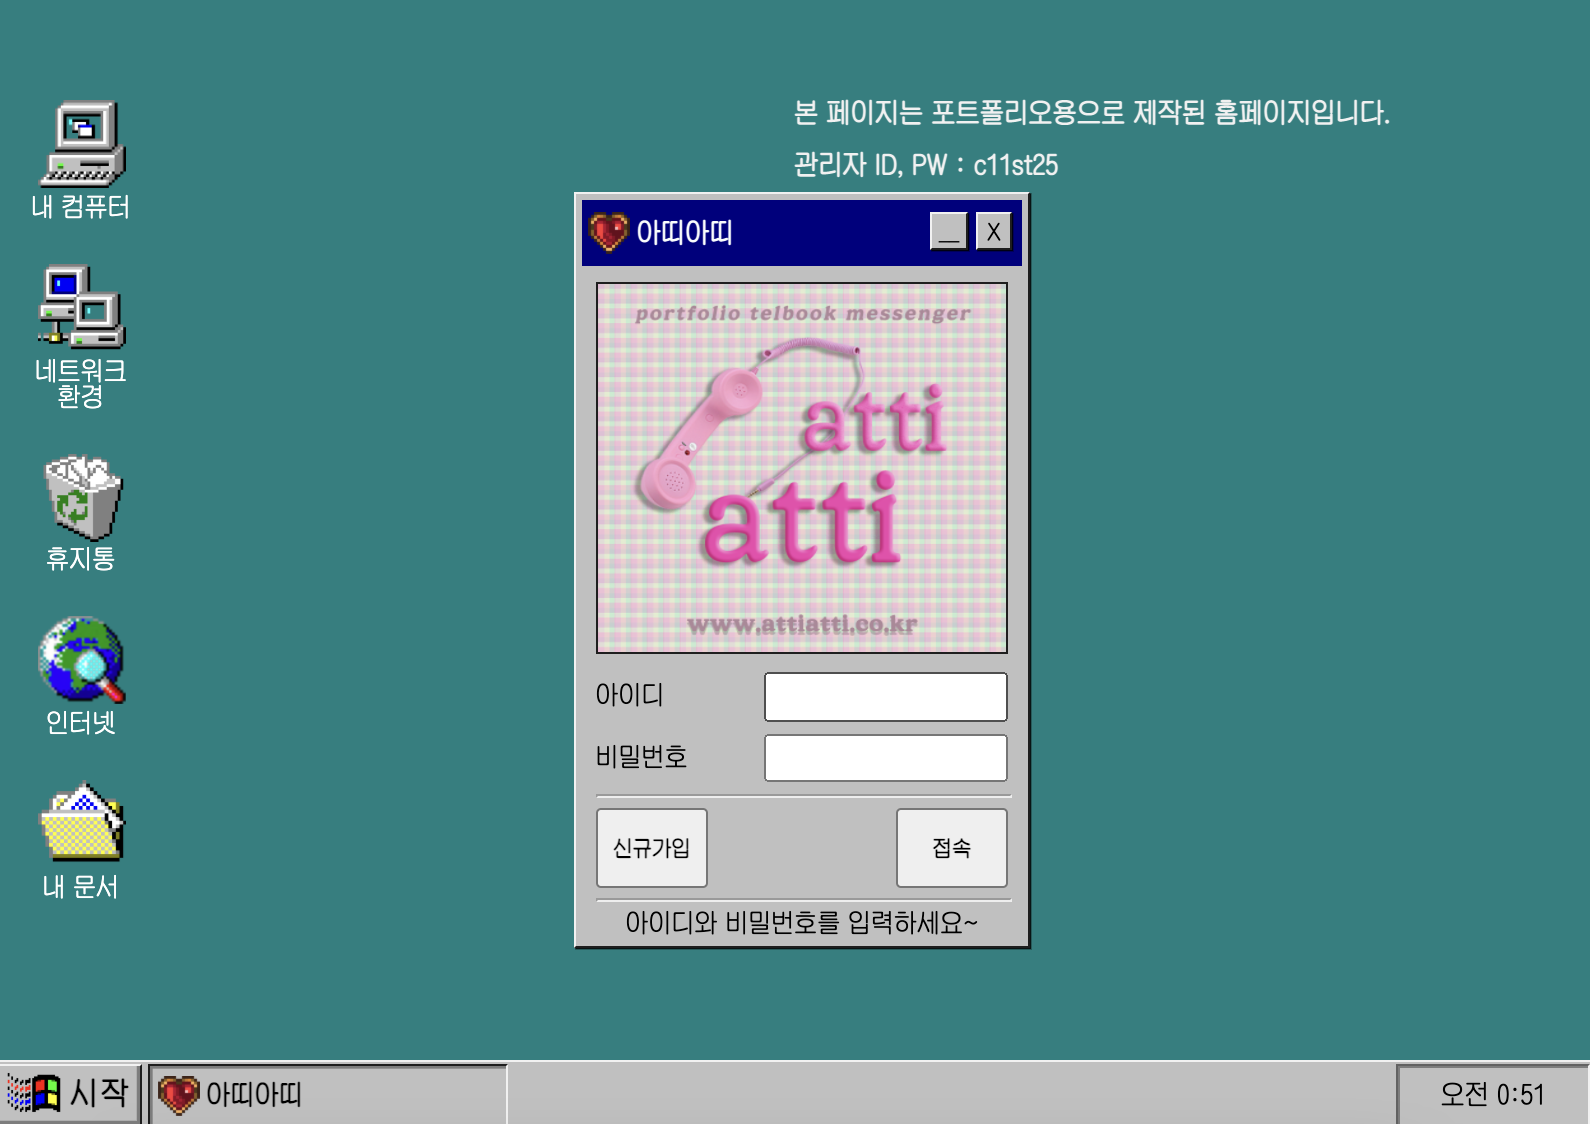 본 페이지는 포트폴리오용으로 제작된 홈페이지입니다.
관리자 ID, PW : c11st25
내 컴퓨터
네트워크
환경
휴지통
인터넷
내 문서
아띠아띠
_
X
portfolio telbook messenger
atti
atti
www.attiatti.co.kr
아이디
비밀번호
신규가입
접속
아이디와 비밀번호를 입력하세요~
시작
아띠아띠
오전 0:51